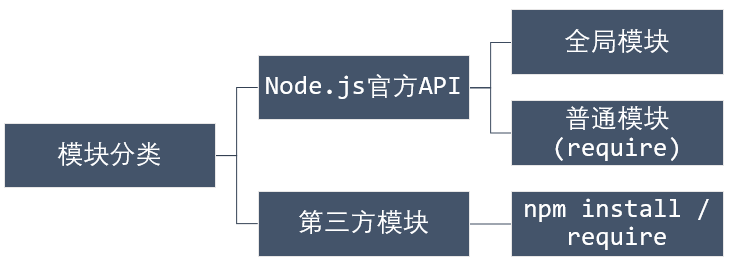 全局模块
Node.js官方API
普通模块
(require)
模块分类
第三方模块
npm install /
require